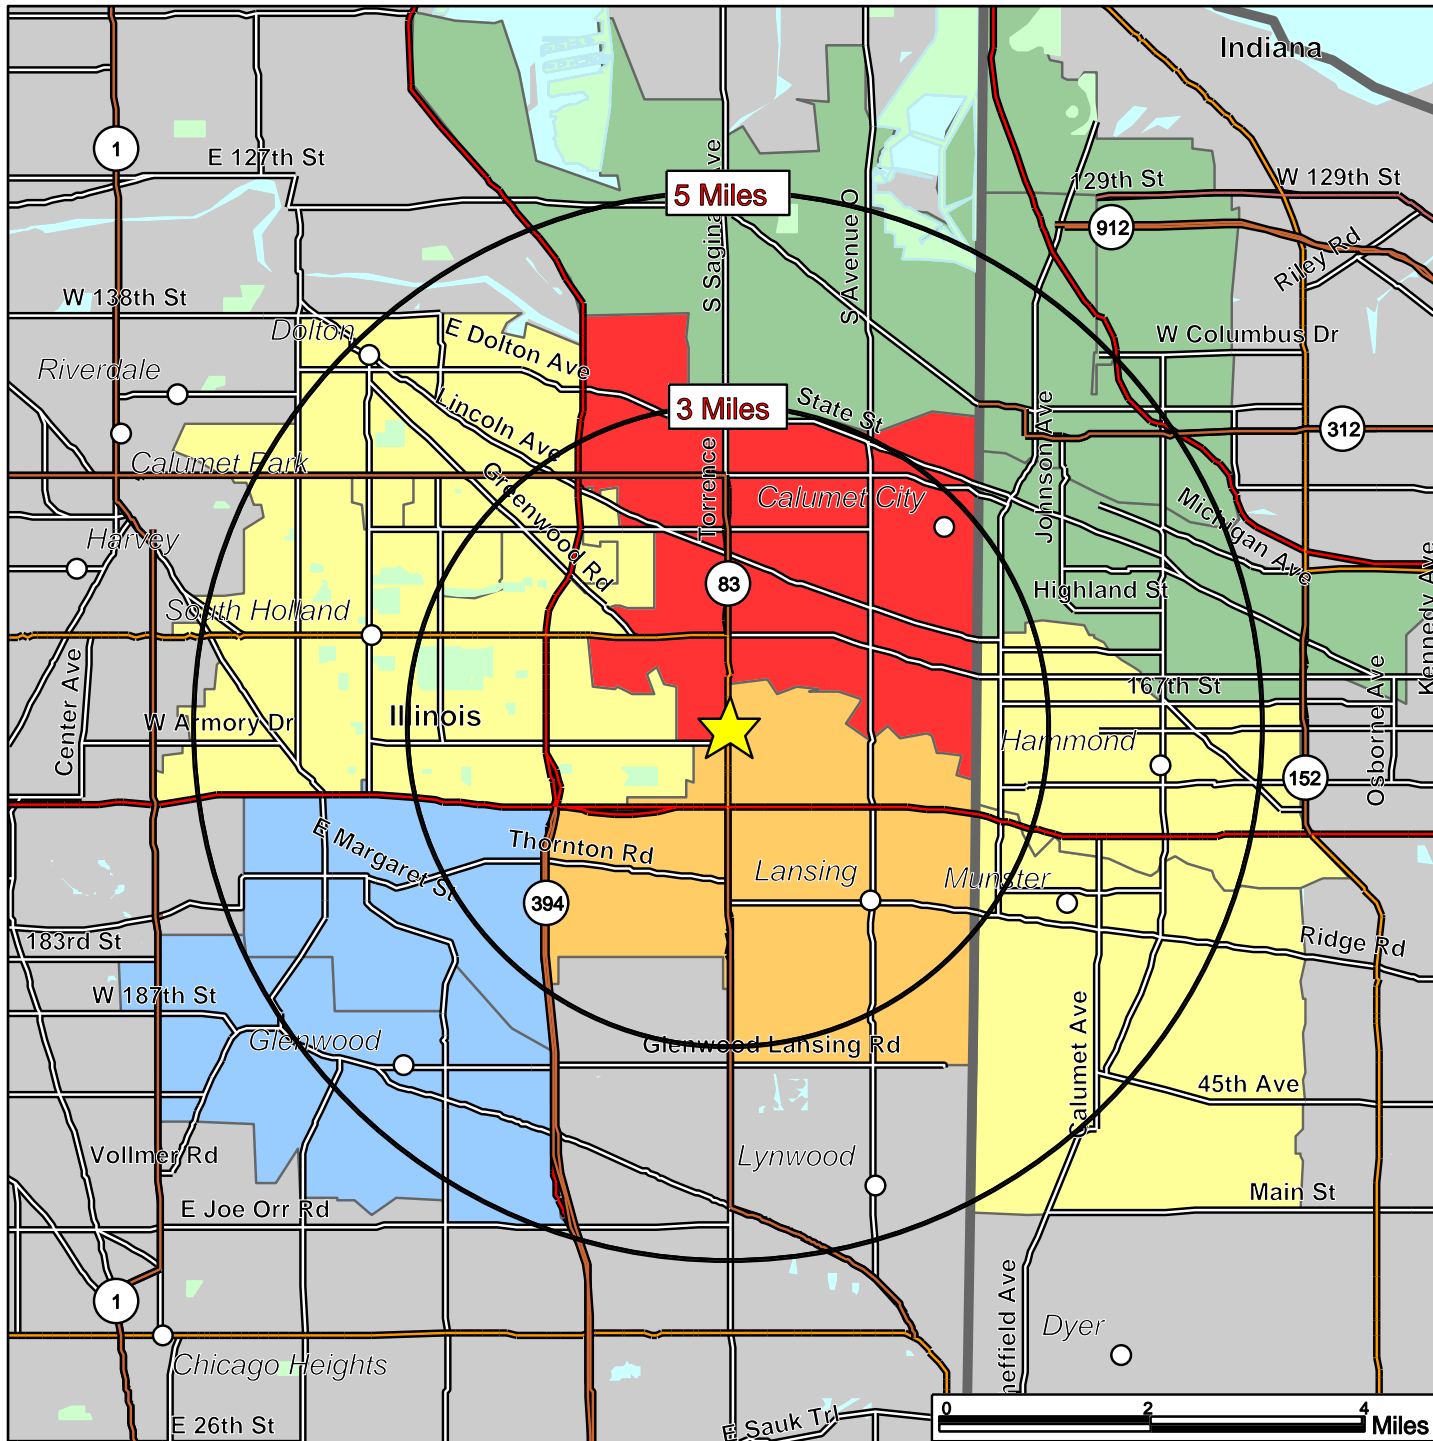 Indiana
1
E 127th St
S Saginaw Ave
S Avenue O
5 Miles
129th St
W 129th St
912
Riley Rd
W 138th St
Dolton
E Dolton Ave
W Columbus Dr
Riverdale
3 Miles
State St
Lincoln Ave
312
Calumet Park
Greenwood Rd
Torrence
Calumet City
Johnson Ave
Michigan Ave
Harvey
83
Highland St
Kennedy Ave
South Holland
Center Ave
W Armory Dr
Illinois
167th St
Osborne Ave
Hammond
152
E Margaret St
Thornton Rd
Lansing
Munster
394
183rd St
Ridge Rd
W 187th St
Glenwood
Glenwood Lansing Rd
Calumet Ave
45th Ave
Vollmer Rd
Lynwood
Main St
E Joe Orr Rd
1
heffield Ave
Dyer
Chicago Heights
E 26th St
E Sauk Trl
0 2 4
Miles